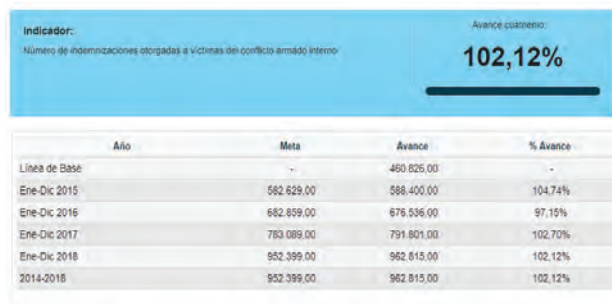 Indicador:
Número de indemnizaciones otorgadas a víctimas del conflicto armado interno
Avance cuatrienio:
102,12%
Año Meta Avance % Avance
Línea de Base - 460.826,00 -
Ene-Dic 2015 582.629,00 588.400,00 104,74%
Ene-Dic 2016 682.859,00 676.536,00 97,15%
Ene-Dic 2017 783.089,00 791.801,00 102,70%
Ene-Dic 2018 952.399,00 962.815,00 102,12%
2014-2018 952.399,00 962.815,00 102,12%